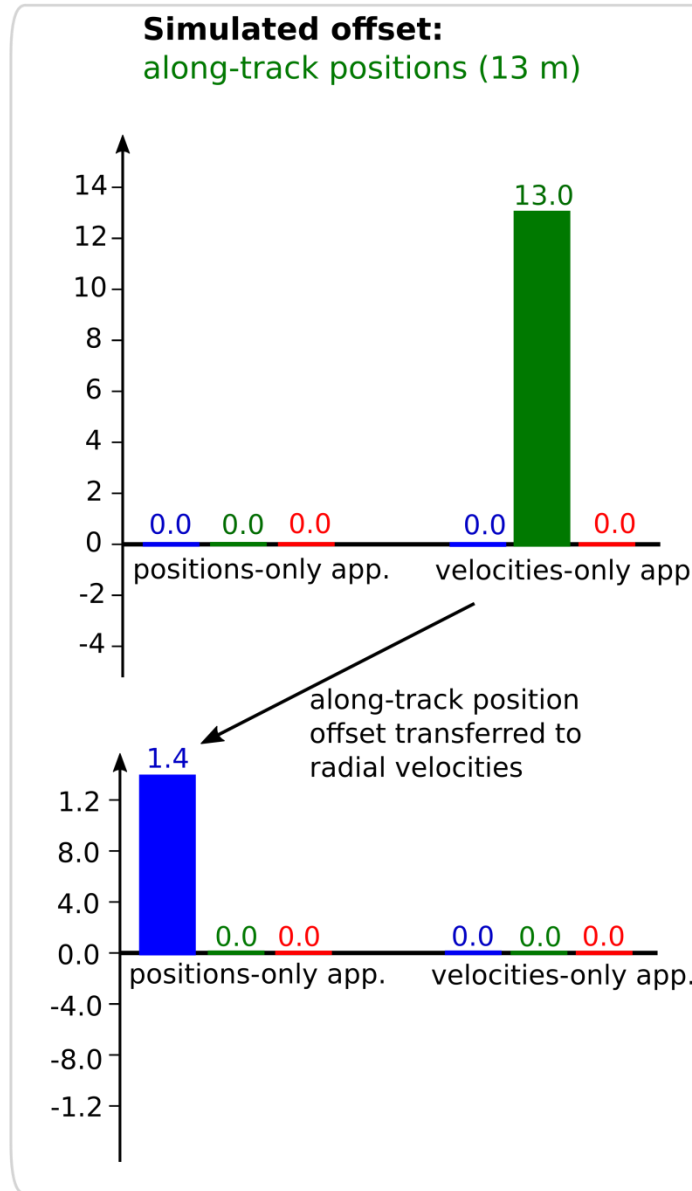 Simulated offset:
along-track positions (13 m)
14
12
10
8
6
4
2
0
-2
-4
13.0
0.0 0.0 0.0 0.0 0.0
positions-only app. velocities-only app
along-track position
offset transferred to
radial velocities
1.4
1.2
8.0
4.0
0.0
-4.0
-8.0
-1.2
0.0 0.0 0.0 0.0 0.0
positions-only app. velocities-only app.